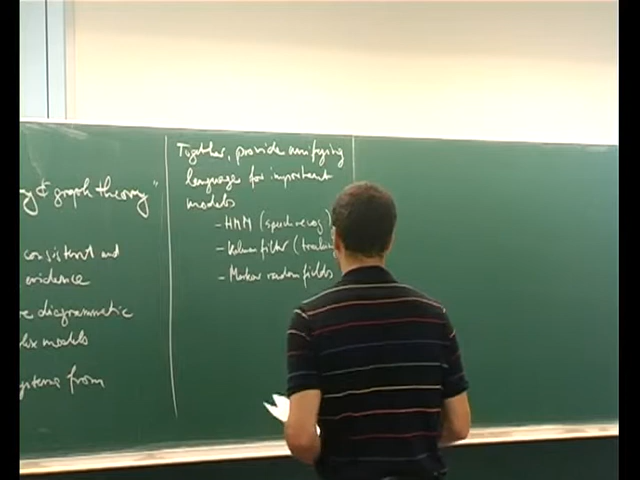 y & graph theory"
consistent and
evidence
e diagrammatic
lex models
ystems from
Together, provide unifying
language for important
models
- HMM (speech recog
- Kalman filter (trackin
- Markov random fields